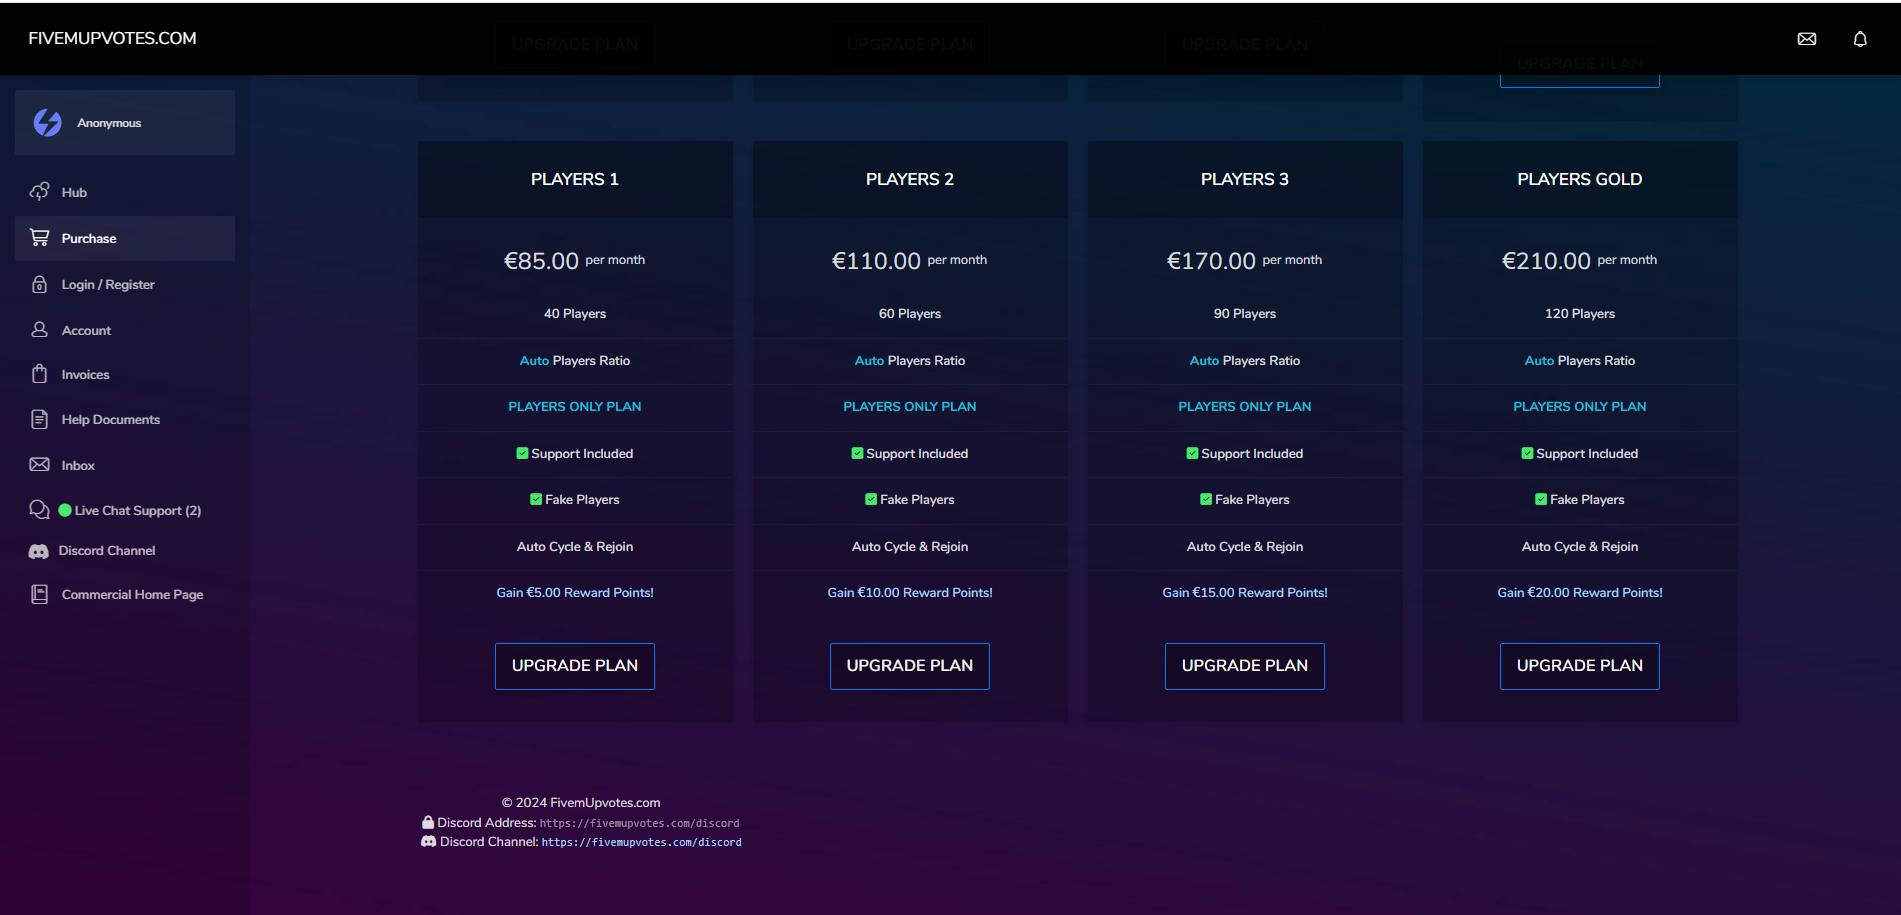 FIVEMUPVOTES.COM
UPGRADE PLAN
UPGRADE PLAN
UPGRADE PLAN
UPGRADE PLAN
Anonymous
Hub
Purchase
Login / Register
Account
Invoices
Help Documents
Inbox
Live Chat Support (2)
Discord Channel
Commercial Home Page
PLAYERS 1
€85.00 per month
40 Players
Auto Players Ratio
PLAYERS ONLY PLAN
Support Included
Fake Players
Auto Cycle & Rejoin
Gain €5.00 Reward Points!
UPGRADE PLAN
PLAYERS 2
€110.00 per month
60 Players
Auto Players Ratio
PLAYERS ONLY PLAN
Support Included
Fake Players
Auto Cycle & Rejoin
Gain €10.00 Reward Points!
UPGRADE PLAN
PLAYERS 3
€170.00 per month
90 Players
Auto Players Ratio
PLAYERS ONLY PLAN
Support Included
Fake Players
Auto Cycle & Rejoin
Gain €15.00 Reward Points!
UPGRADE PLAN
PLAYERS GOLD
€210.00 per month
120 Players
Auto Players Ratio
PLAYERS ONLY PLAN
Support Included
Fake Players
Auto Cycle & Rejoin
Gain €20.00 Reward Points!
UPGRADE PLAN
© 2024 FivemUpvotes.com
Discord Address: https://fivemupvotes.com/discord
Discord Channel: https://fivemupvotes.com/discord